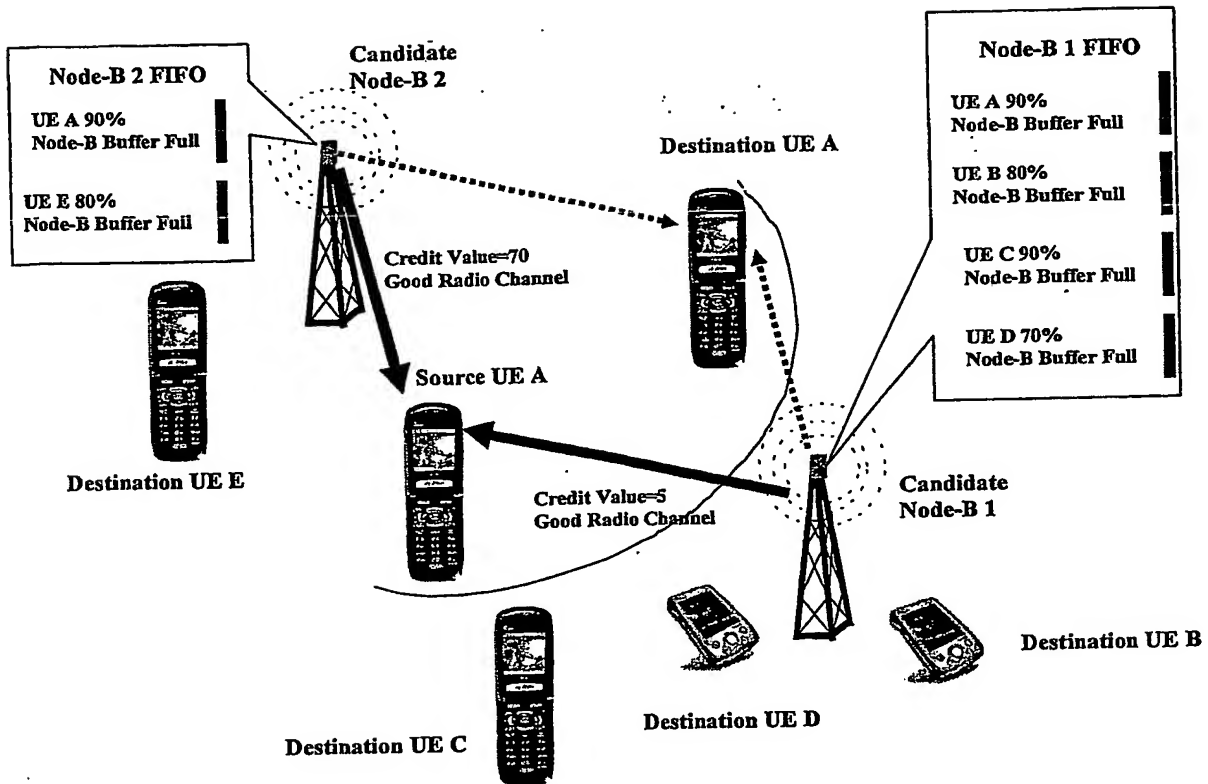 Node-B 2 FIFO
UE A 90%
Node-B Buffer Full
UE E 80%
Node-B Buffer Full
Candidate
Node-B 2
Destination UE A
Node-B 1 FIFO
UE A 90%
Node-B Buffer Full
UE B 80%
Node-B Buffer Full
UE C 90%
Node-B Buffer Full
UE D 70%
Node-B Buffer Full
Credit Value=70
Good Radio Channel
Source UE A
Destination UE E
Credit Value=5
Good Radio Channel
Candidate
Node-B 1
Destination UE B
Destination UE D
Destination UE C